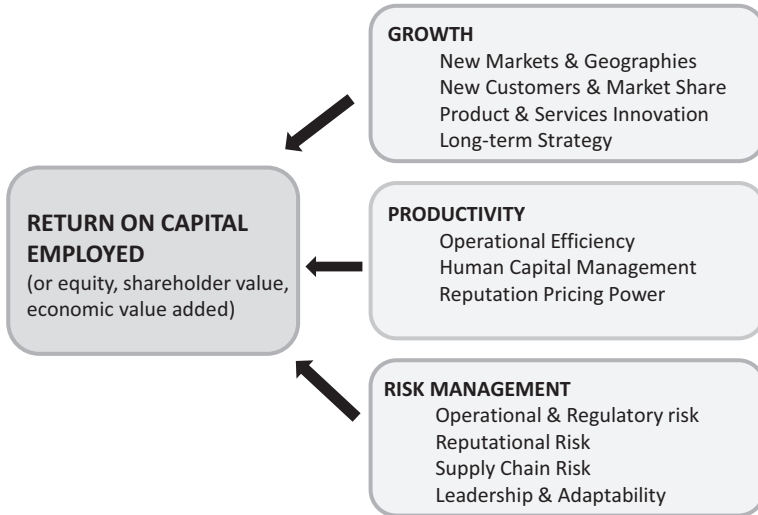 GROWTH
New Markets & Geographies
New Customers & Market Share
Product & Services Innovation
Long-term Strategy
RETURN ON CAPITAL
EMPLOYED
(or equity, shareholder value,
economic value added)
PRODUCTIVITY
Operational Efficiency
Human Capital Management
Reputation Pricing Power
RISK MANAGEMENT
Operational & Regulatory risk
Reputational Risk
Supply Chain Risk
Leadership & Adaptability